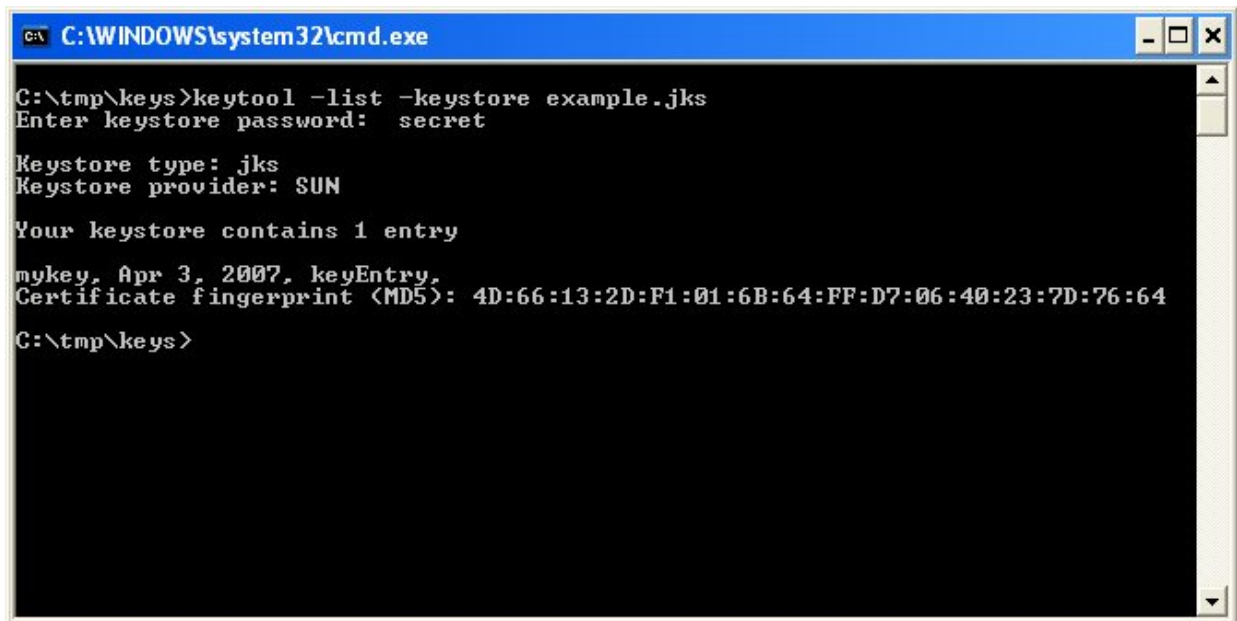 C:\WINDOWS\system32\cmd.exe
C:\tmp\keys>keytool -list -keystore example.jks
Enter keystore password:  secret
Keystore type: jks
Keystore provider: SUN
Your keystore contains 1 entry
mykey, Apr 3, 2007, keyEntry,
Certificate fingerprint (MD5): 4D:66:13:2D:F1:01:6B:64:FF:D7:06:40:23:7D:76:64
C:\tmp\keys>